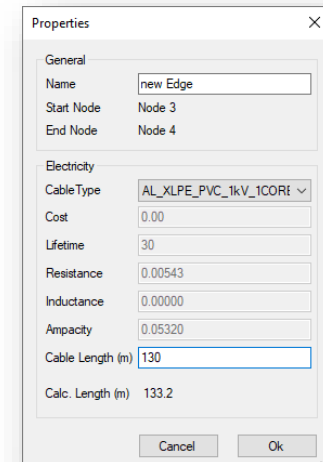 Properties
General
Name new Edge
Start Node Node 3
End Node Node 4
Electricity
CableType AL_XLPE_PVC_1kV_1CORE
Cost 0.00
Lifetime 30
Resistance 0.00543
Inductance 0.00000
Ampacity 0.05320
Cable Length (m) 130
Calc. Length (m) 133.2
Cancel Ok